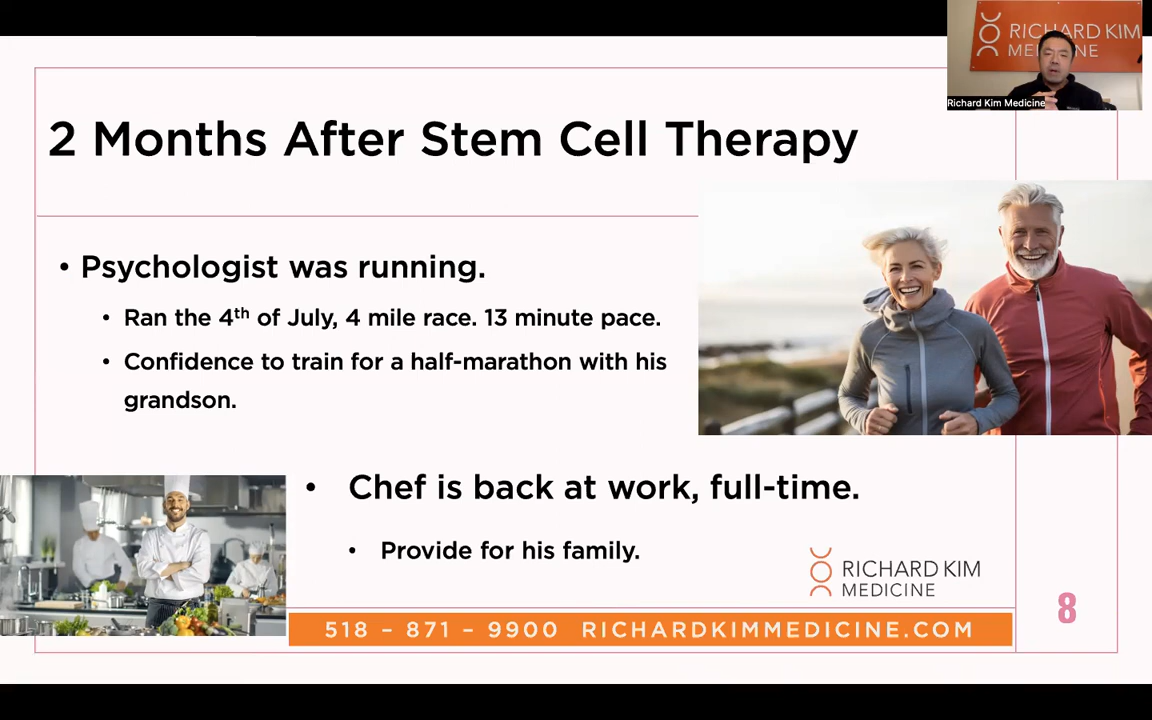 RICHARD KIM
MEDICINE
Richard Kim Medicine
2 Months After Stem Cell Therapy
• Psychologist was running.
• Ran the 4th of July, 4 mile race. 13 minute pace.
• Confidence to train for a half-marathon with his
grandson.
• Chef is back at work, full-time.
• Provide for his family.
RICHARD KIM
MEDICINE
8
518 – 871 – 9900 RICHARDKIMMEDICINE.COM